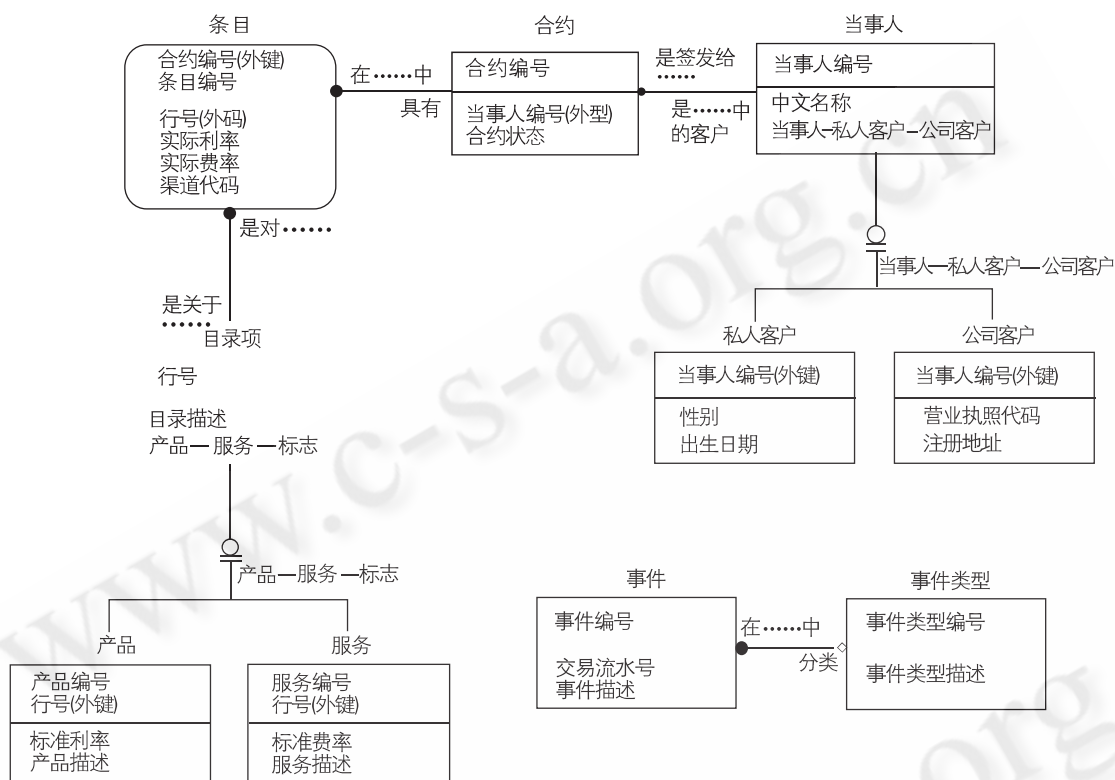 条目
合约编号(外键)
条目编号
行号(外码)
实际利率
实际费率
渠道代码
在……中
具有
合约
合约编号
当事人编号(外型)
合约状态
是签发给
……
是……中
的客户
当事人
当事人编号
中文名称
当事人—私人客户—公司客户
当事人—私人客户—公司客户
私人客户
当事人编号(外键)
性别
出生日期
公司客户
当事人编号(外键)
营业执照代码
注册地址
是对……
是关于
……
目录项
行号
目录描述
产品—服务—标志
产品—服务—标志
产品
产品编号
行号(外键)
标准利率
产品描述
服务
服务编号
行号(外键)
标准费率
服务描述
事件
事件编号
交易流水号
事件描述
在……中
分类
事件类型
事件类型编号
事件类型描述
www.c-s-a.org.cn
org